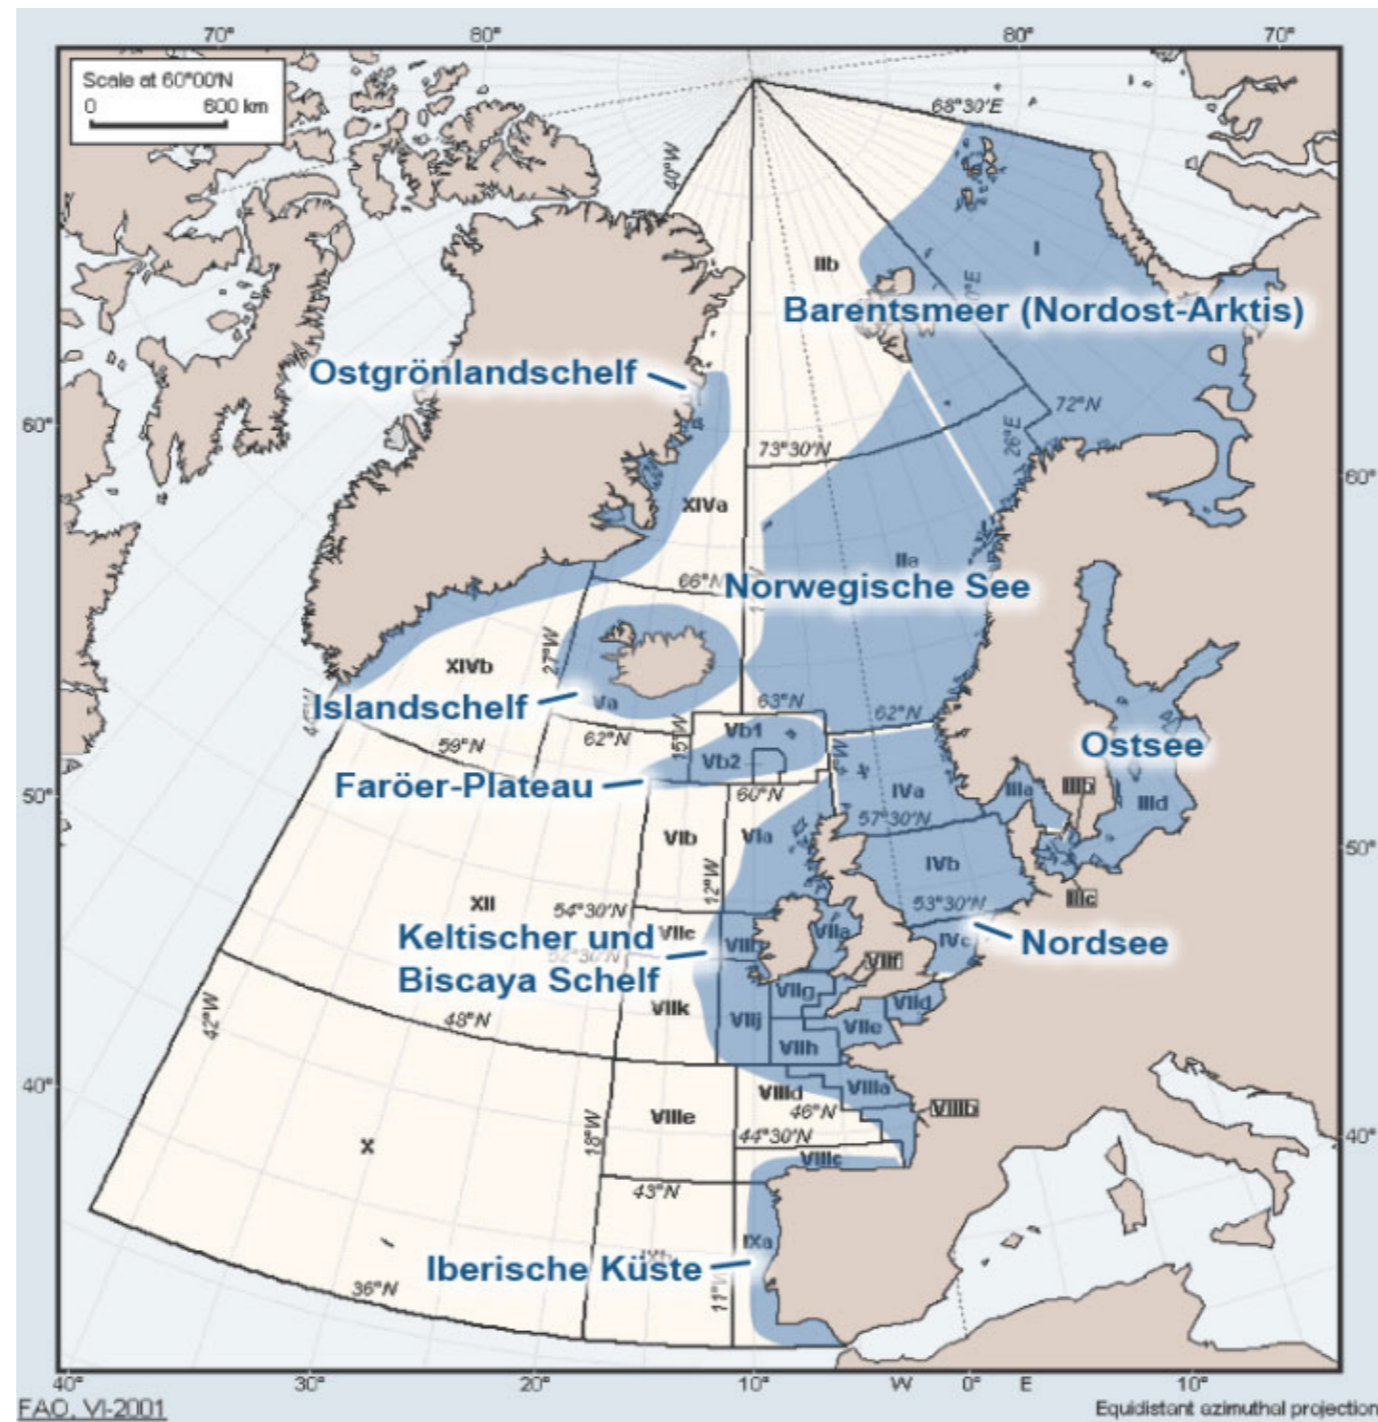 70°
80°
80°
70°
Scale at 60°00'N
0 600 km
68°30'E
40°W
IIb
I
Barentsmeer (Nordost-Arktis)
Ostgrönlandschelf
72°N
60°
26°E
73°30'N
60°
XIVa
IIa
66°N
Norwegische See
27°W
XIVb
Islandschelf
Va
63°N
62°N
59°N
62°N
15°W
Vb1
Ostsee
Vb2
4°W
Faröer-Plateau
60°N
IVa
IIIa
IIIb
IIId
50°
57°30'N
VIb
VIa
IVb
50°
12°W
XII
54°30'N
53°30'N
IIIc
Keltischer und
Biscaya Schelf
VIIc
VIIa
IVc
Nordsee
52°30'N
VIIf
VIIg
VIId
VIIk
VIIj
VIIe
42°W
48°N
VIIh
40°
VIIId
VIIIa
VIIIe
46°N
VIIIb
18°W
44°30'N
40°
X
VIIIc
43°N
IXa
Iberische Küste
36°N
11°W
40°
30°
20°
10°
W 0° E
10°
FAO, VI-2001
Equidistant azimuthal projection